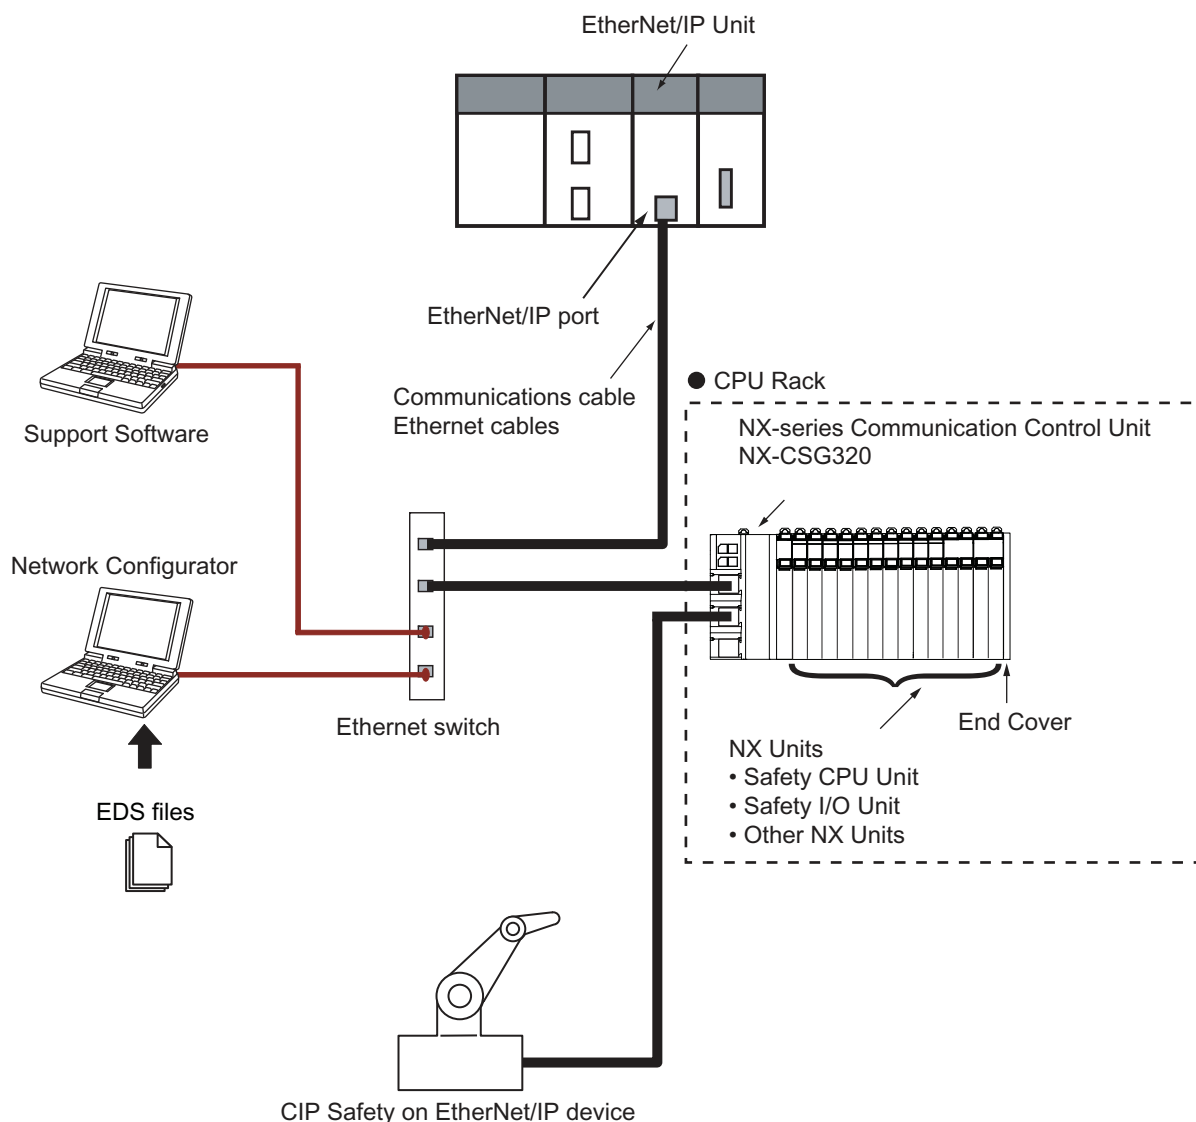 EtherNet/IP Unit
EtherNet/IP port
Communications cable
Ethernet cables
● CPU Rack
NX-series Communication Control Unit
NX-CSG320
Support Software
Network Configurator
Ethernet switch
End Cover
NX Units
• Safety CPU Unit
• Safety I/O Unit
• Other NX Units
EDS files
CIP Safety on EtherNet/IP device